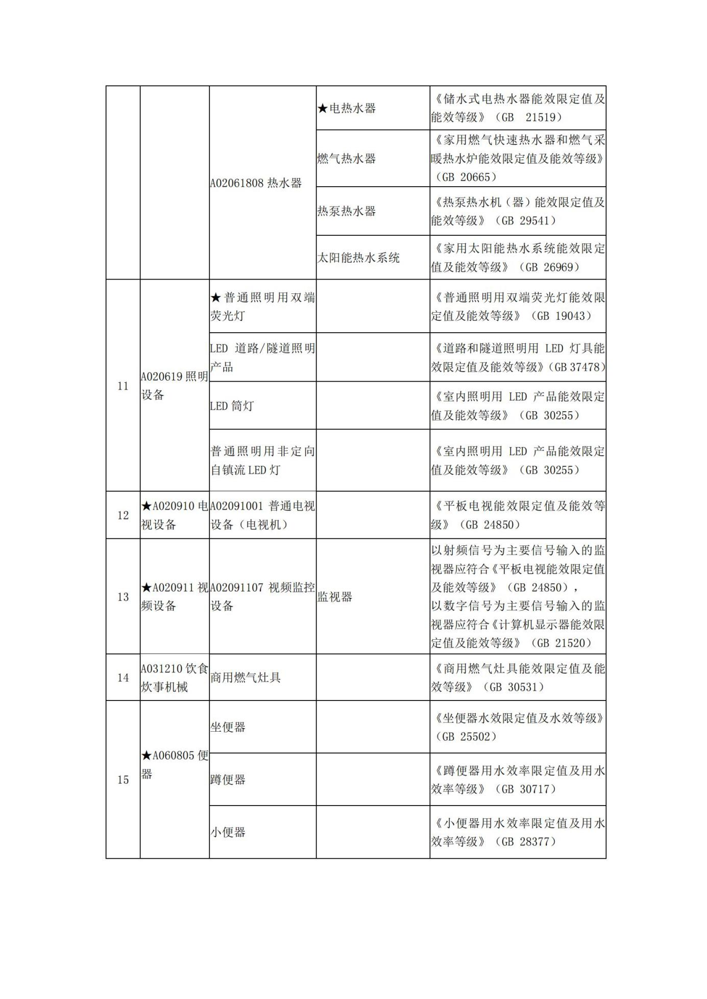 A02061808 热水器
★电热水器
《储水式电热水器能效限定值及
能效等级》（GB 21519）
燃气热水器
《家用燃气快速热水器和燃气采
暖热水炉能效限定值及能效等级》
（GB 20665）
热泵热水器
《热泵热水机（器）能效限定值及
能效等级》（GB 29541）
太阳能热水系统
《家用太阳能热水系统能效限定
值及能效等级》（GB 26969）
11
A020619 照明
设备
★普通照明用双端
荧光灯
《普通照明用双端荧光灯能效限
定值及能效等级》（GB 19043）
LED 道路/隧道照明
产品
《道路和隧道照明用 LED 灯具能
效限定值及能效等级》（GB 37478）
LED 筒灯
《室内照明用 LED 产品能效限定
值及能效等级》（GB 30255）
普通照明用非定向
自镇流 LED 灯
《室内照明用 LED 产品能效限定
值及能效等级》（GB 30255）
12
★A020910 电
视设备
A02091001 普通电视
设备（电视机）
《平板电视能效限定值及能效等
级》（GB 24850）
13
★A020911 视
频设备
A02091107 视频监控
设备
监视器
以射频信号为主要信号输入的监
视器应符合《平板电视能效限定值
及能效等级》（GB 24850），
以数字信号为主要信号输入的监
视器应符合《计算机显示器能效限
定值及能效等级》（GB 21520）
14
A031210 饮食
炊事机械
商用燃气灶具
《商用燃气灶具能效限定值及能
效等级》（GB 30531）
15
★A060805 便
器
坐便器
《坐便器水效限定值及水效等级》
（GB 25502）
蹲便器
《蹲便器用水效率限定值及用水
效率等级》（GB 30717）
小便器
《小便器用水效率限定值及用水
效率等级》（GB 28377）